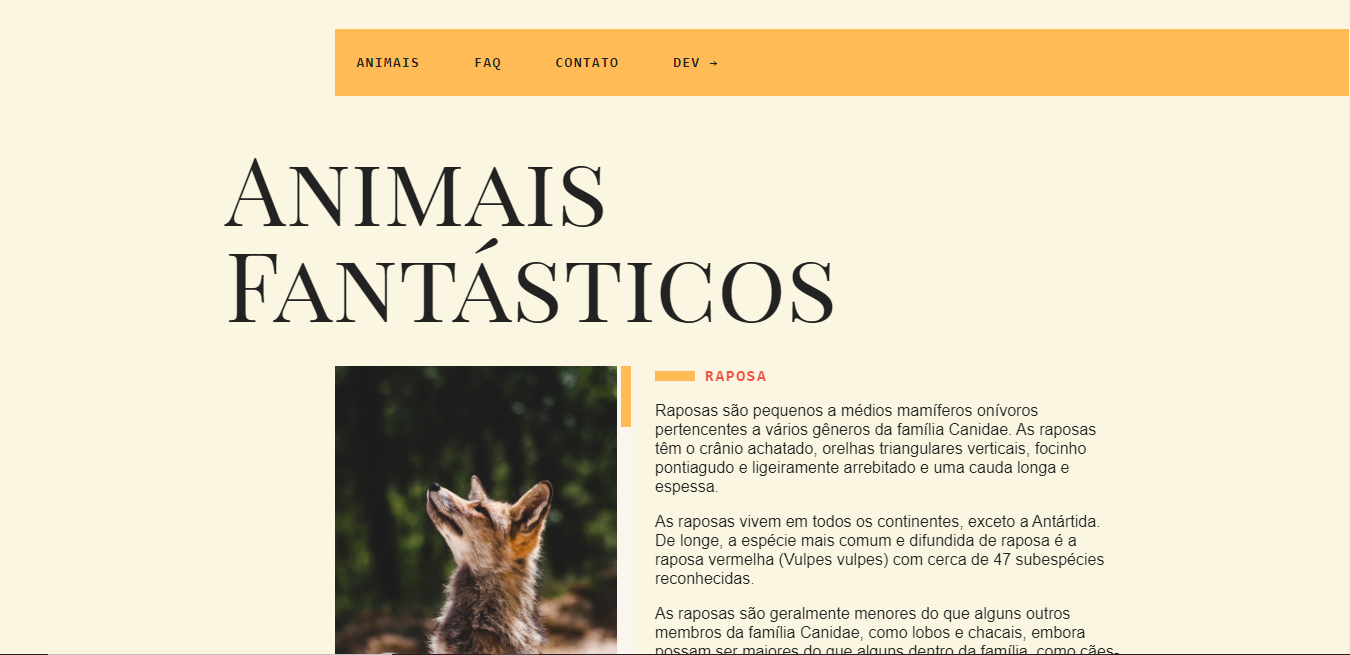 ANIMAIS FAQ CONTATO DEV →
ANIMAIS
FANTÁSTICOS
RAPOSA
Raposas são pequenos a médios mamíferos onívoros
pertencentes a vários gêneros da família Canidae. As raposas
têm o crânio achatado, orelhas triangulares verticais, focinho
pontiagudo e ligeiramente arrebitado e uma cauda longa e
espessa.
As raposas vivem em todos os continentes, exceto a Antártida.
De longe, a espécie mais comum e difundida de raposa é a
raposa vermelha (Vulpes vulpes) com cerca de 47 subespécies
reconhecidas.
As raposas são geralmente menores do que alguns outros
membros da família Canidae, como lobos e chacais, embora
possam ser maiores do que alguns dentro da família, como cães-